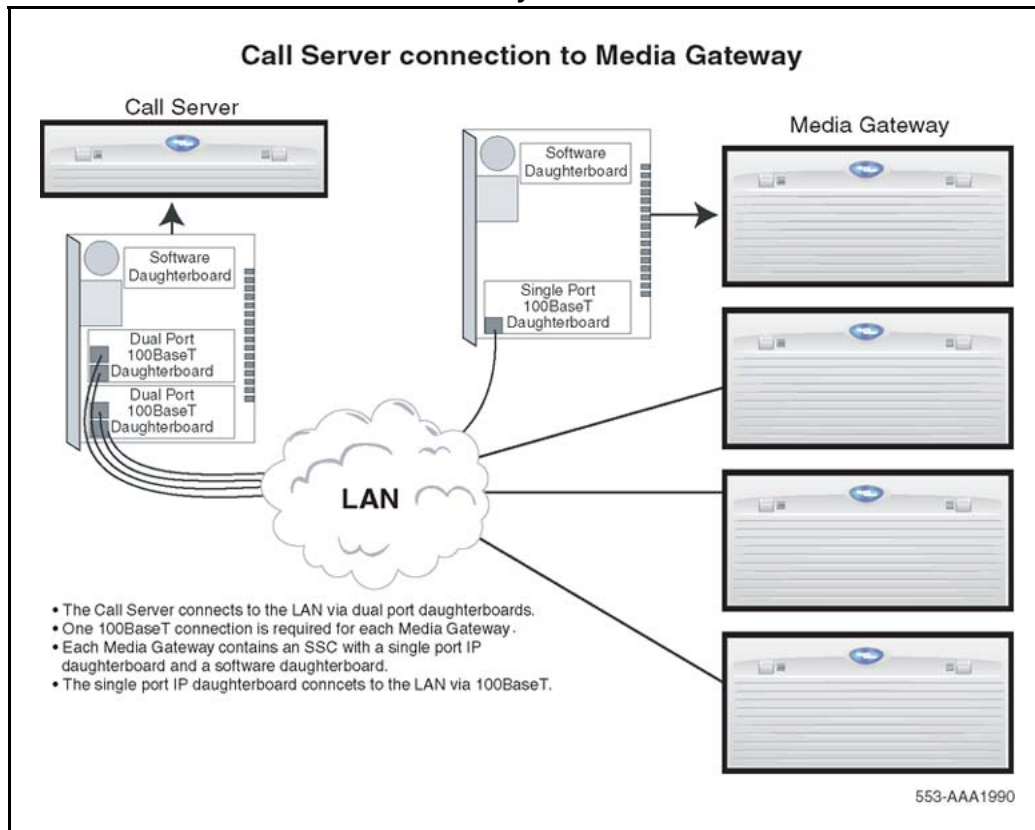 Call Server connection to Media Gateway
Call Server
Media Gateway
Software
Daughterboard
Dual Port
100BaseT
Daughterboard
Dual Port
100BaseT
Daughterboard
Software
Daughterboard
Single Port
100BaseT
Daughterboard
LAN
• The Call Server connects to the LAN via dual port daughterboards.
• One 100BaseT connection is required for each Media Gateway.
• Each Media Gateway contains an SSC with a single port IP
daughterboard and a software daughterboard.
• The single port IP daughterboard conncets to the LAN via 100BaseT.
553-AAA1990